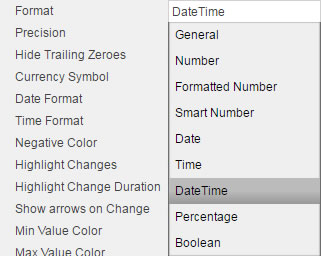 Format DateTime
Precision General
Hide Trailing Zeroes Number
Currency Symbol Formatted Number
Date Format Smart Number
Time Format Date
Negative Color Time
Highlight Changes DateTime
Highlight Change Duration Percentage
Show arrows on Change Boolean
Min Value Color
Max Value Color